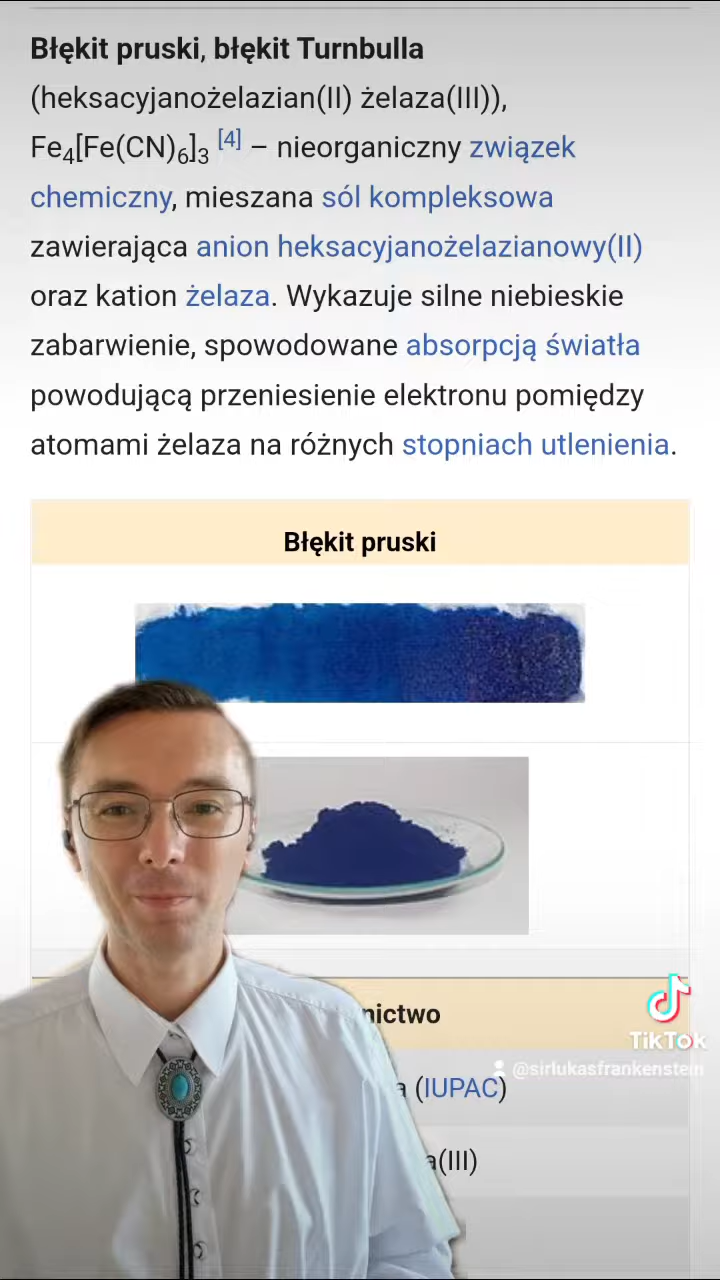 Błękit pruski, błękit Turnbulla
(heksacyjanożelazian(II) żelaza(III)),
Fe₄[Fe(CN)₆]₃ [4] – nieorganiczny związek
chemiczny, mieszana sól kompleksowa
zawierająca anion heksacyjanożelazianowy(II)
oraz kation żelaza. Wykazuje silne niebieskie
zabarwienie, spowodowane absorpcją światła
powodującą przeniesienie elektronu pomiędzy
atomami żelaza na różnych stopniach utlenienia.
Błękit pruski
nictwo
TikTok
@sirlukasfrankenstein
a (IUPAC)
a(III)